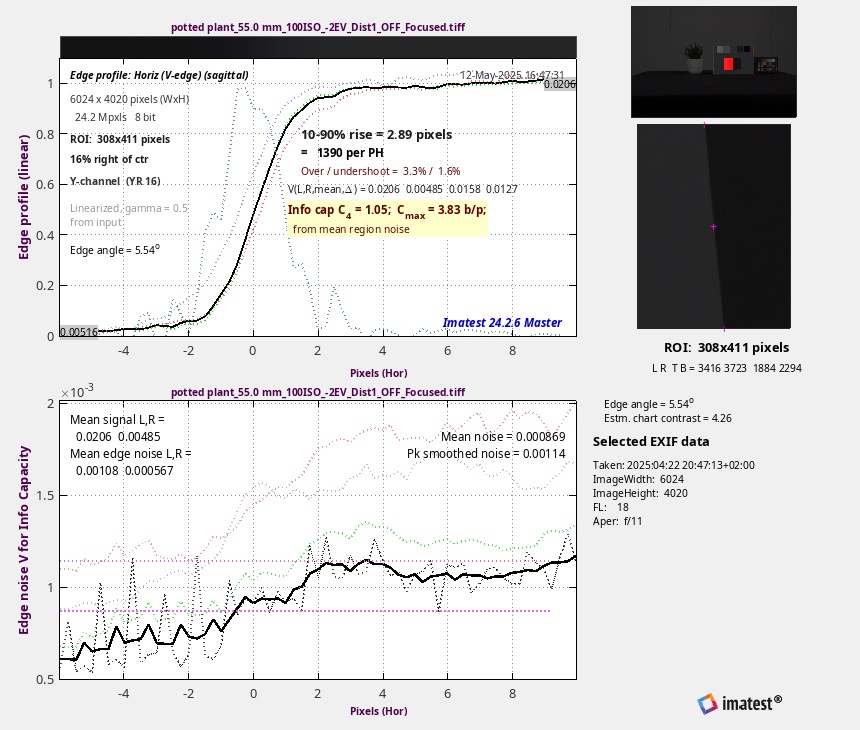 potted plant_55.0 mm_100ISO_-2EV_Dist1_OFF_Focused.tiff
Edge profile: Horiz (V-edge) (sagittal)
12-May-2025 16:47:31
0.0206
6024 x 4020 pixels (WxH)
24.2 Mpxls   8 bit
ROI:  308x411 pixels
16% right of ctr
Y-channel  (YR 16)
Linearized, gamma = 0.5
from input
Edge angle = 5.54°
10-90% rise = 2.89 pixels
=   1390 per PH
Over / undershoot =  3.3% /  1.6%
V(L,R,mean,Δ) = 0.0206  0.00485  0.0158  0.0127
Info cap C4 = 1.05;  Cmax = 3.83 b/p;
from mean region noise
0.00516
Imatest 24.2.6 Master
Edge profile (linear)
1
0.8
0.6
0.4
0.2
0
-4 -2 0 2 4 6 8
Pixels (Hor)
×10-3
potted plant_55.0 mm_100ISO_-2EV_Dist1_OFF_Focused.tiff
Mean signal L,R =
0.0206  0.00485
Mean edge noise L,R =
0.00108  0.000567
Mean noise = 0.000869
Pk smoothed noise = 0.00114
Edge noise V for Info Capacity
2
1.5
1
0.5
-4 -2 0 2 4 6 8
Pixels (Hor)
ROI:  308x411 pixels
L R  T B = 3416 3723  1884 2294
Edge angle = 5.54°
Estm. chart contrast = 4.26
Selected EXIF data
Taken: 2025:04:22 20:47:13+02:00
ImageWidth:  6024
ImageHeight:  4020
FL:   18
Aper:  f/11
imatest®